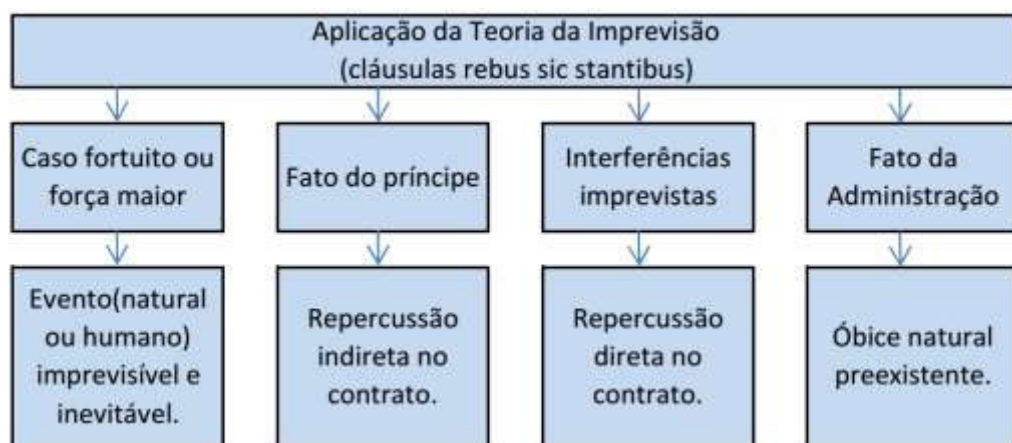 Aplicação da Teoria da Imprevisão
(cláusulas rebus sic stantibus)
Caso fortuito ou
força maior
Fato do príncipe
Interferências
imprevistas
Fato da
Administração
Evento(natural
ou humano)
imprevisível e
inevitável.
Repercussão
indireta no
contrato.
Repercussão
direta no
contrato.
Óbice natural
preexistente.